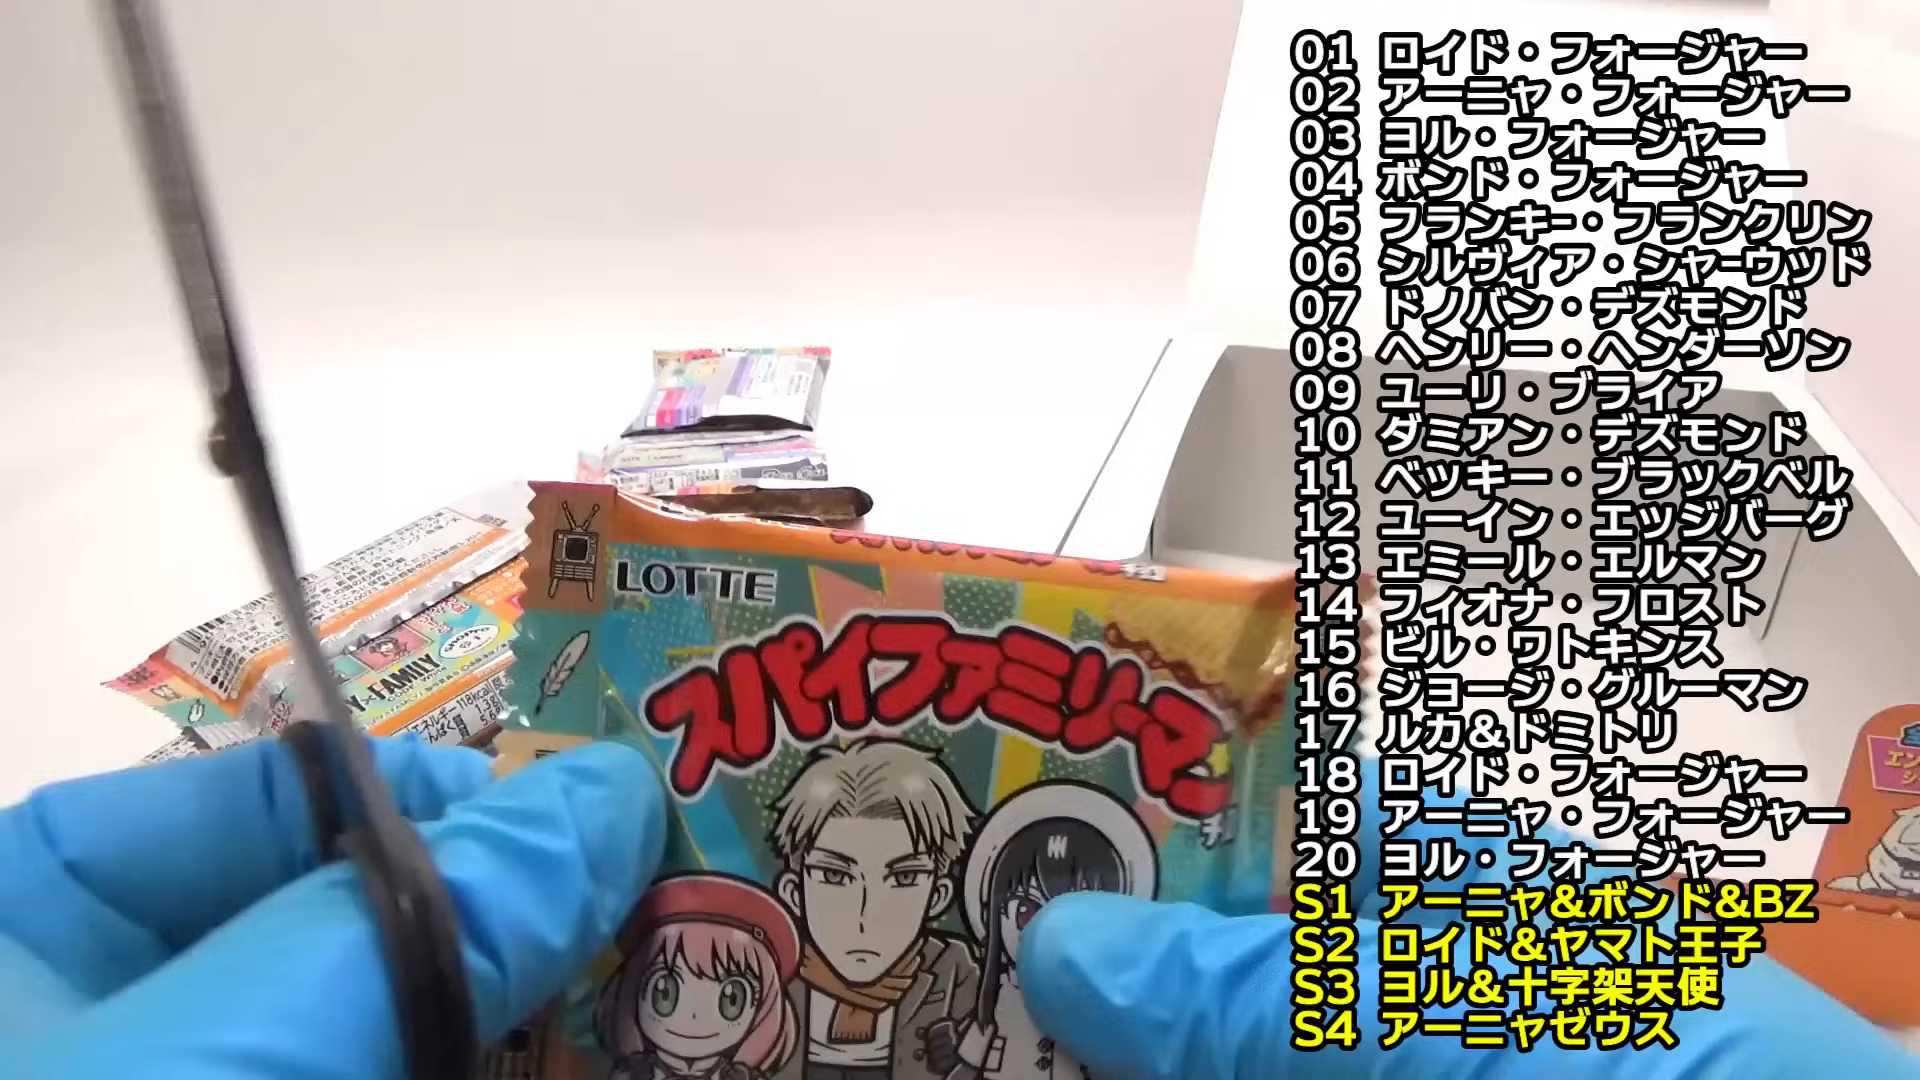 01 ロイド・フォージャー
02 アーニャ・フォージャー
03 ヨル・フォージャー
04 ボンド・フォージャー
05 フランキー・フランクリン
06 シルヴィア・シャーウッド
07 ドノバン・デズモンド
08 ヘンリー・ヘンダーソン
09 ユーリ・ブライア
10 ダミアン・デズモンド
11 ベッキー・ブラックベル
12 ユーイン・エッジバーグ
13 エミール・エルマン
14 フィオナ・フロスト
15 ビル・ワトキンス
16 ジョージ・グルーマン
17 ルカ&ドミトリ
18 ロイド・フォージャー
19 アーニャ・フォージャー
20 ヨル・フォージャー
S1 アーニャ&ボンド&BZ
S2 ロイド&ヤマト王子
S3 ヨル&十字架天使
S4 アーニャゼウス
LOTTE
スパイファミリーマン
チョコ
×FAMILY
エネルギー 118kcal